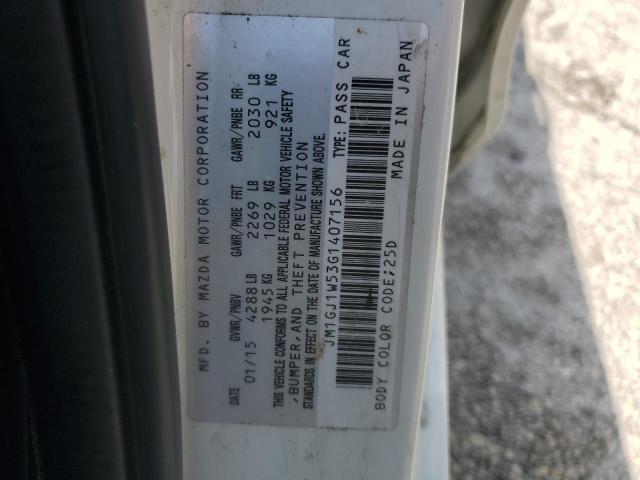 MFD. BY MAZDA MOTOR CORPORATION
DATE GVWR/PNBV GAWR/PNBE FRT GAWR/PNBE RR
01/15 4288 LB 2269 LB 2030 LB
1945 KG 1029 KG 921 KG
THIS VEHICLE CONFORMS TO ALL APPLICABLE FEDERAL MOTOR VEHICLE SAFETY
, BUMPER, AND THEFT PREVENTION
STANDARDS IN EFFECT ON THE DATE OF MANUFACTURE SHOWN ABOVE.
JM1GJ1W53G1407156 TYPE: PASS CAR
BODY COLOR CODE;25D MADE IN JAPAN